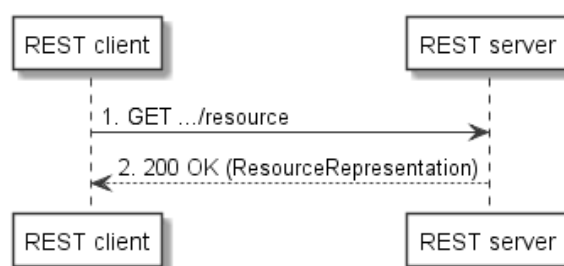 REST client
REST server
1. GET .../resource
2. 200 OK (ResourceRepresentation)
REST client
REST server